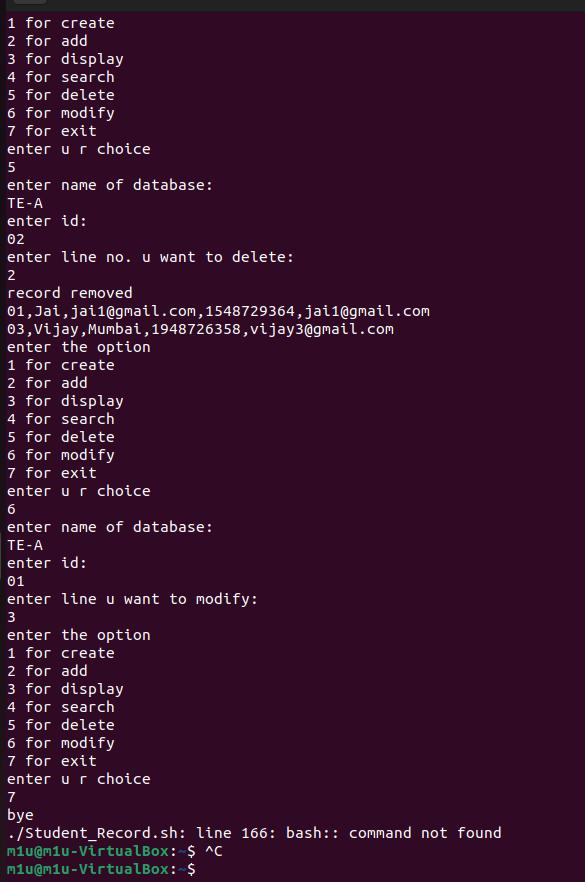 1 for create
2 for add
3 for display
4 for search
5 for delete
6 for modify
7 for exit
enter u r choice
5
enter name of database:
TE-A
enter id:
02
enter line no. u want to delete:
2
record removed
01,Jai,jai1@gmail.com,1548729364,jai1@gmail.com
03,Vijay,Mumbai,1948726358,vijay3@gmail.com
enter the option
1 for create
2 for add
3 for display
4 for search
5 for delete
6 for modify
7 for exit
enter u r choice
6
enter name of database:
TE-A
enter id:
01
enter line u want to modify:
3
enter the option
1 for create
2 for add
3 for display
4 for search
5 for delete
6 for modify
7 for exit
enter u r choice
7
bye
./Student_Record.sh: line 166: bash:: command not found
m1u@m1u-VirtualBox:~$ ^C
m1u@m1u-VirtualBox:~$